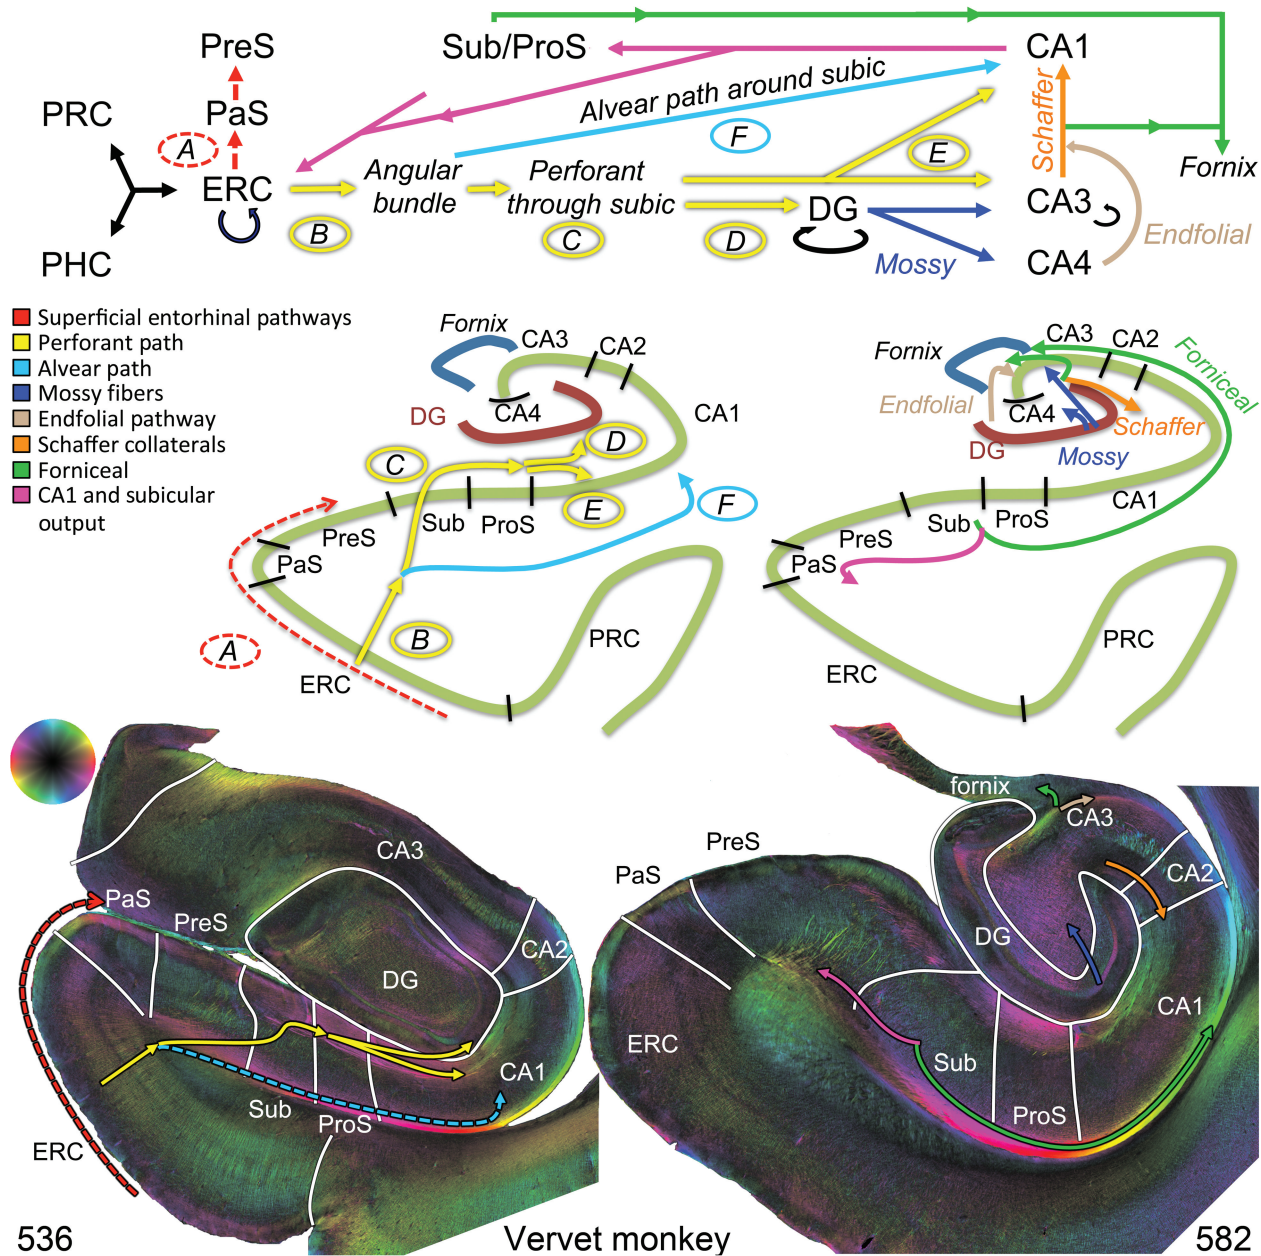 PreS
Sub/ProS
CA1
PRC
PaS
Alvear path around subic
Schaffer
A
F
E
Fornix
ERC
Angular
bundle
Perforant
through subic
DG
CA3
B
C
D
Mossy
Endfolial
PHC
CA4
Superficial entorhinal pathways
Perforant path
Alvear path
Mossy fibers
Endfolial pathway
Schaffer collaterals
Forniceal
CA1 and subicular
output
Fornix
CA3
CA2
DG
CA4
CA1
D
C
E
F
Sub
ProS
PreS
PaS
B
A
PRC
ERC
Fornix
CA3
CA2
Forniceal
Endfolial
CA4
Schaffer
DG
Mossy
CA1
Sub
ProS
PreS
PaS
PRC
ERC
CA3
PaS
PreS
CA2
DG
CA1
Sub
ProS
ERC
536
fornix
CA3
PreS
PaS
CA2
DG
CA1
ERC
Sub
ProS
Vervet monkey
582